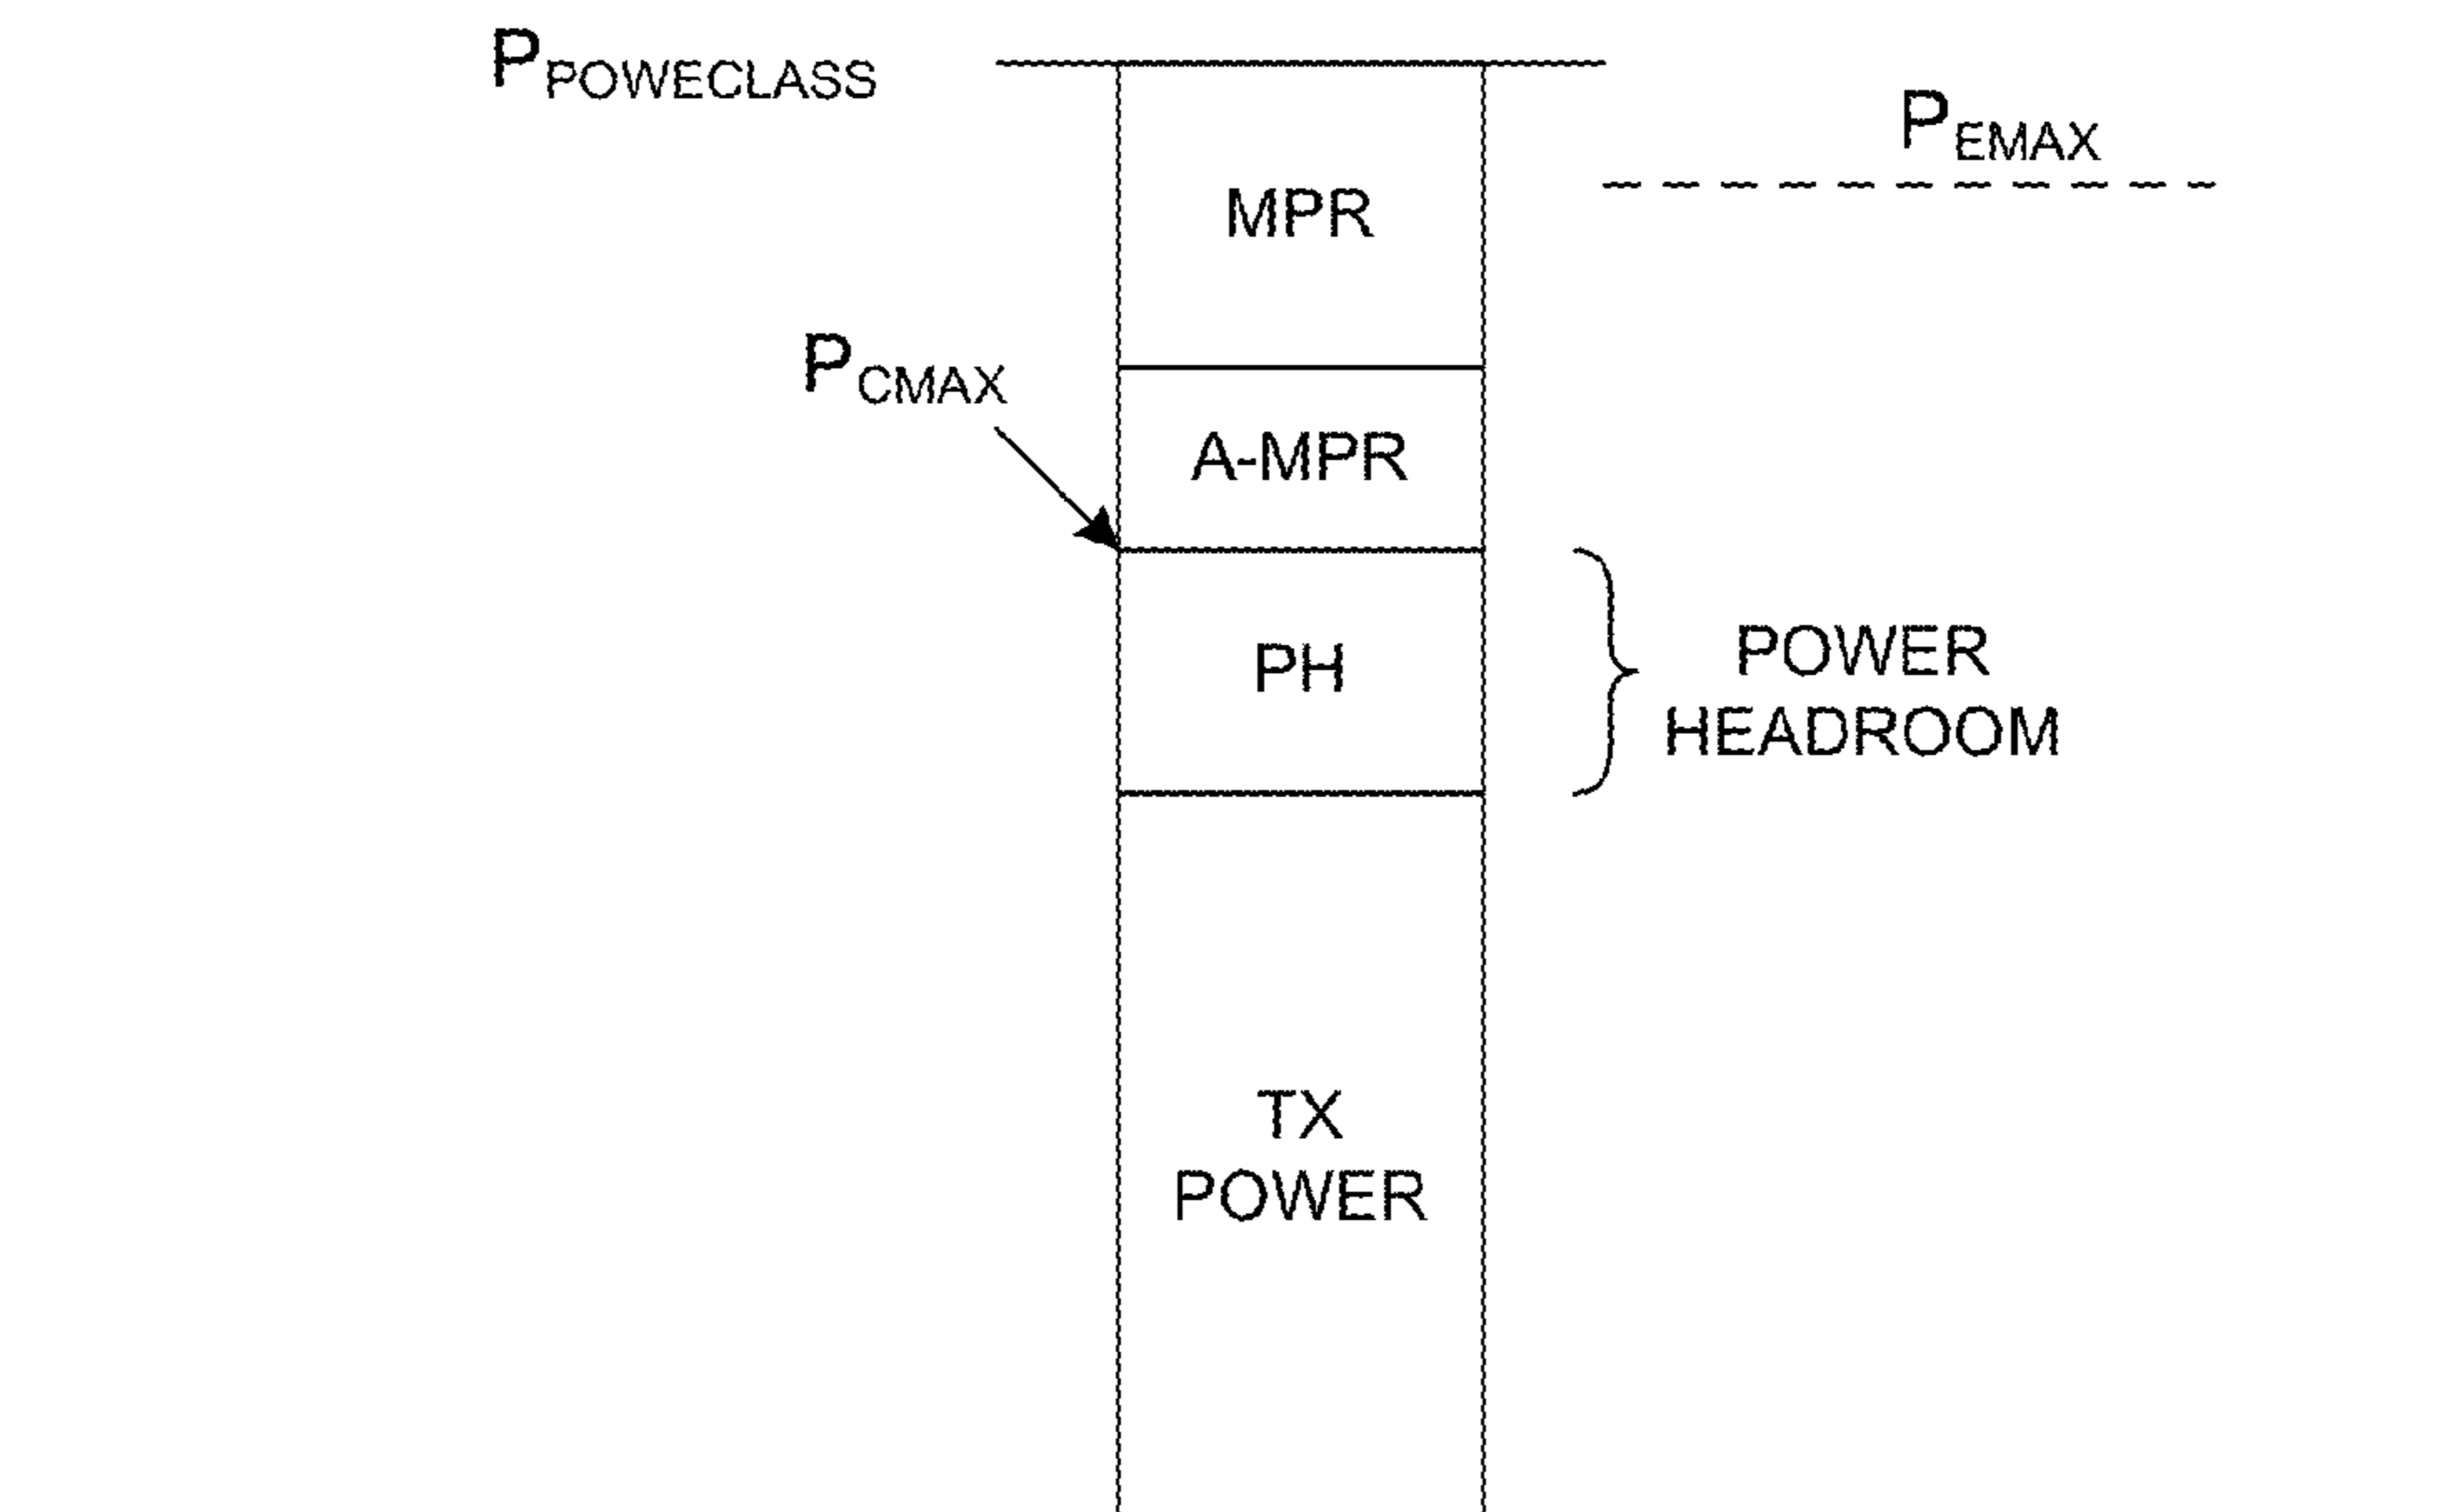 PPOWECLASS
PEMAX
MPR
PCMAX
A-MPR
PH
POWER
HEADROOM
TX
POWER